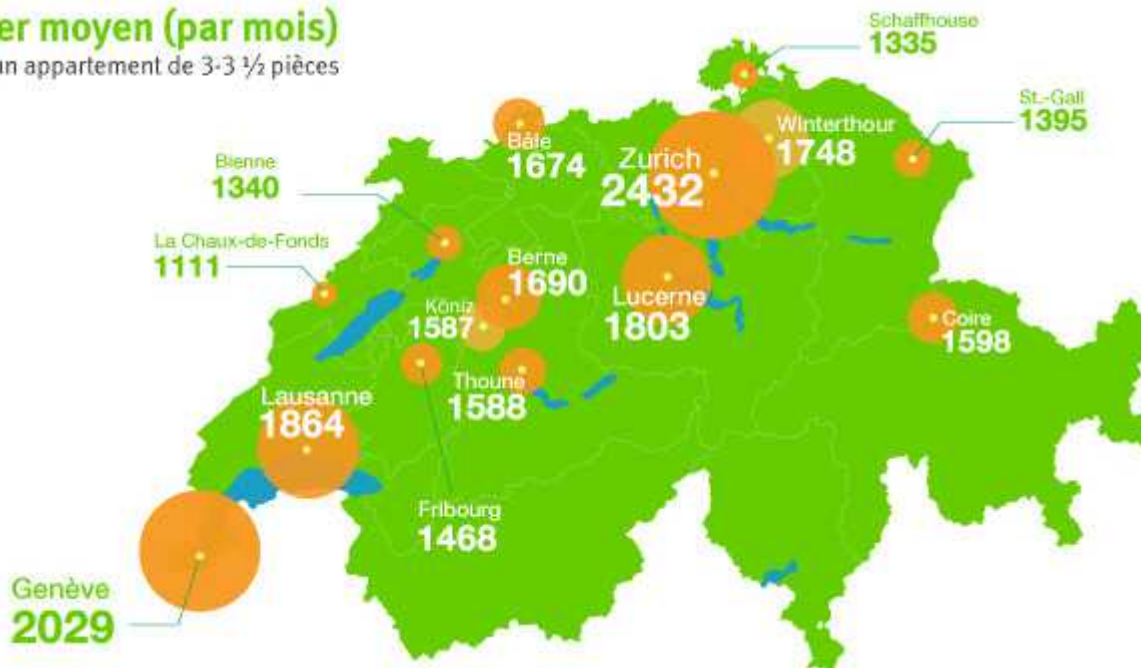 er moyen (par mois)
un appartement de 3-3 ½ pièces
Schaffhouse
1335
St.-Gall
1395
Winterthour
1748
Bâle
1674
Zurich
2432
Bienne
1340
La Chaux-de-Fonds
1111
Berne
1690
Köniz
1587
Lucerne
1803
Coire
1598
Thoune
1588
Lausanne
1864
Fribourg
1468
Genève
2029